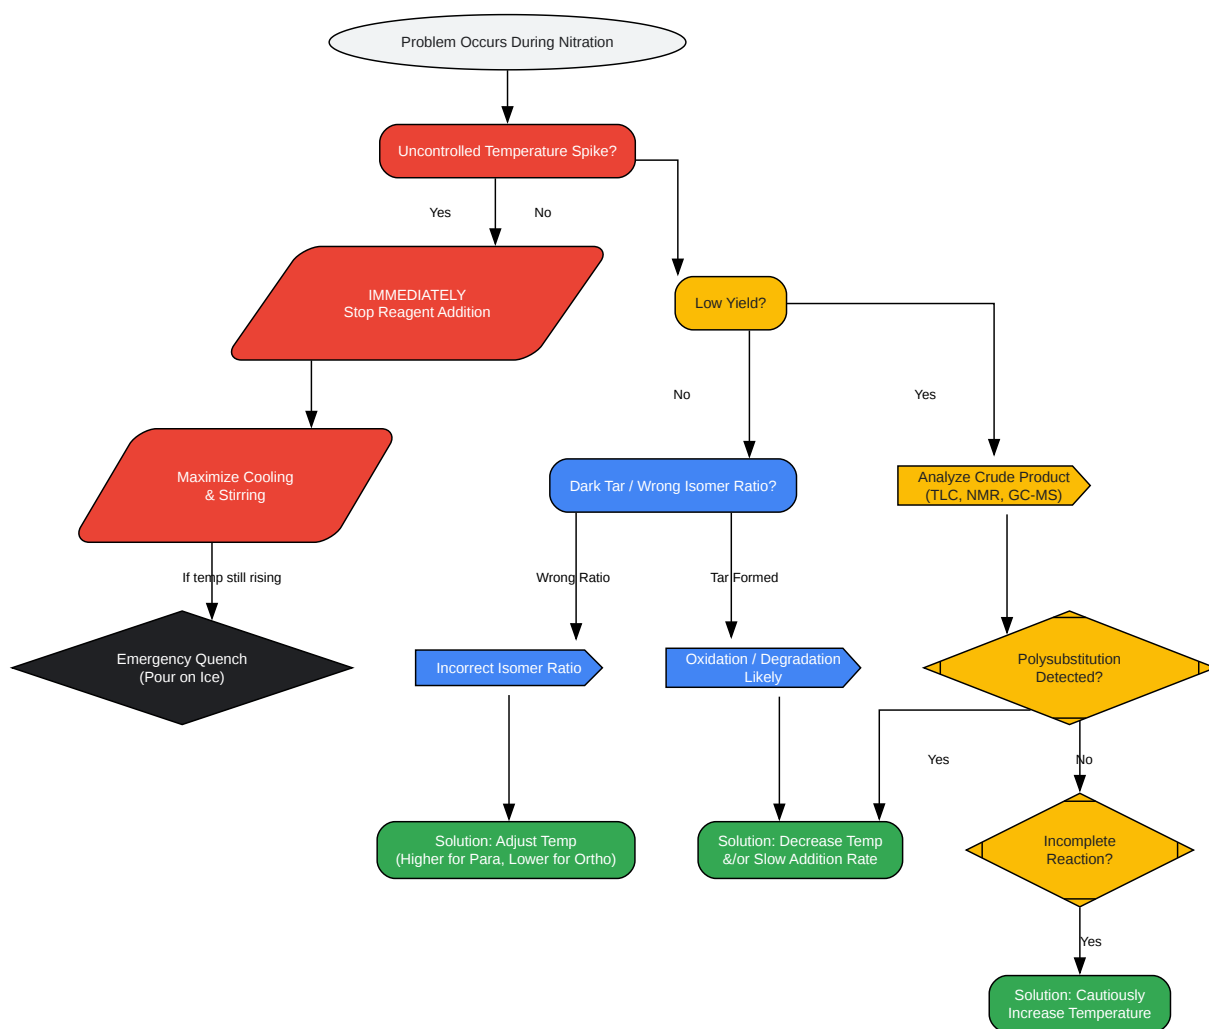 Problem Occurs During Nitration
Uncontrolled Temperature Spike?
Yes
No
IMMEDIATELY
Stop Reagent Addition
Low Yield?
No
Yes
Maximize Cooling
& Stirring
Dark Tar / Wrong Isomer Ratio?
Analyze Crude Product
(TLC, NMR, GC-MS)
If temp still rising
Wrong Ratio
Tar Formed
Emergency Quench
(Pour on Ice)
Incorrect Isomer Ratio
Oxidation / Degradation
Likely
Polysubstitution
Detected?
Yes
No
Solution: Adjust Temp
(Higher for Para, Lower for Ortho)
Solution: Decrease Temp
&/or Slow Addition Rate
Incomplete
Reaction?
Yes
Solution: Cautiously
Increase Temperature